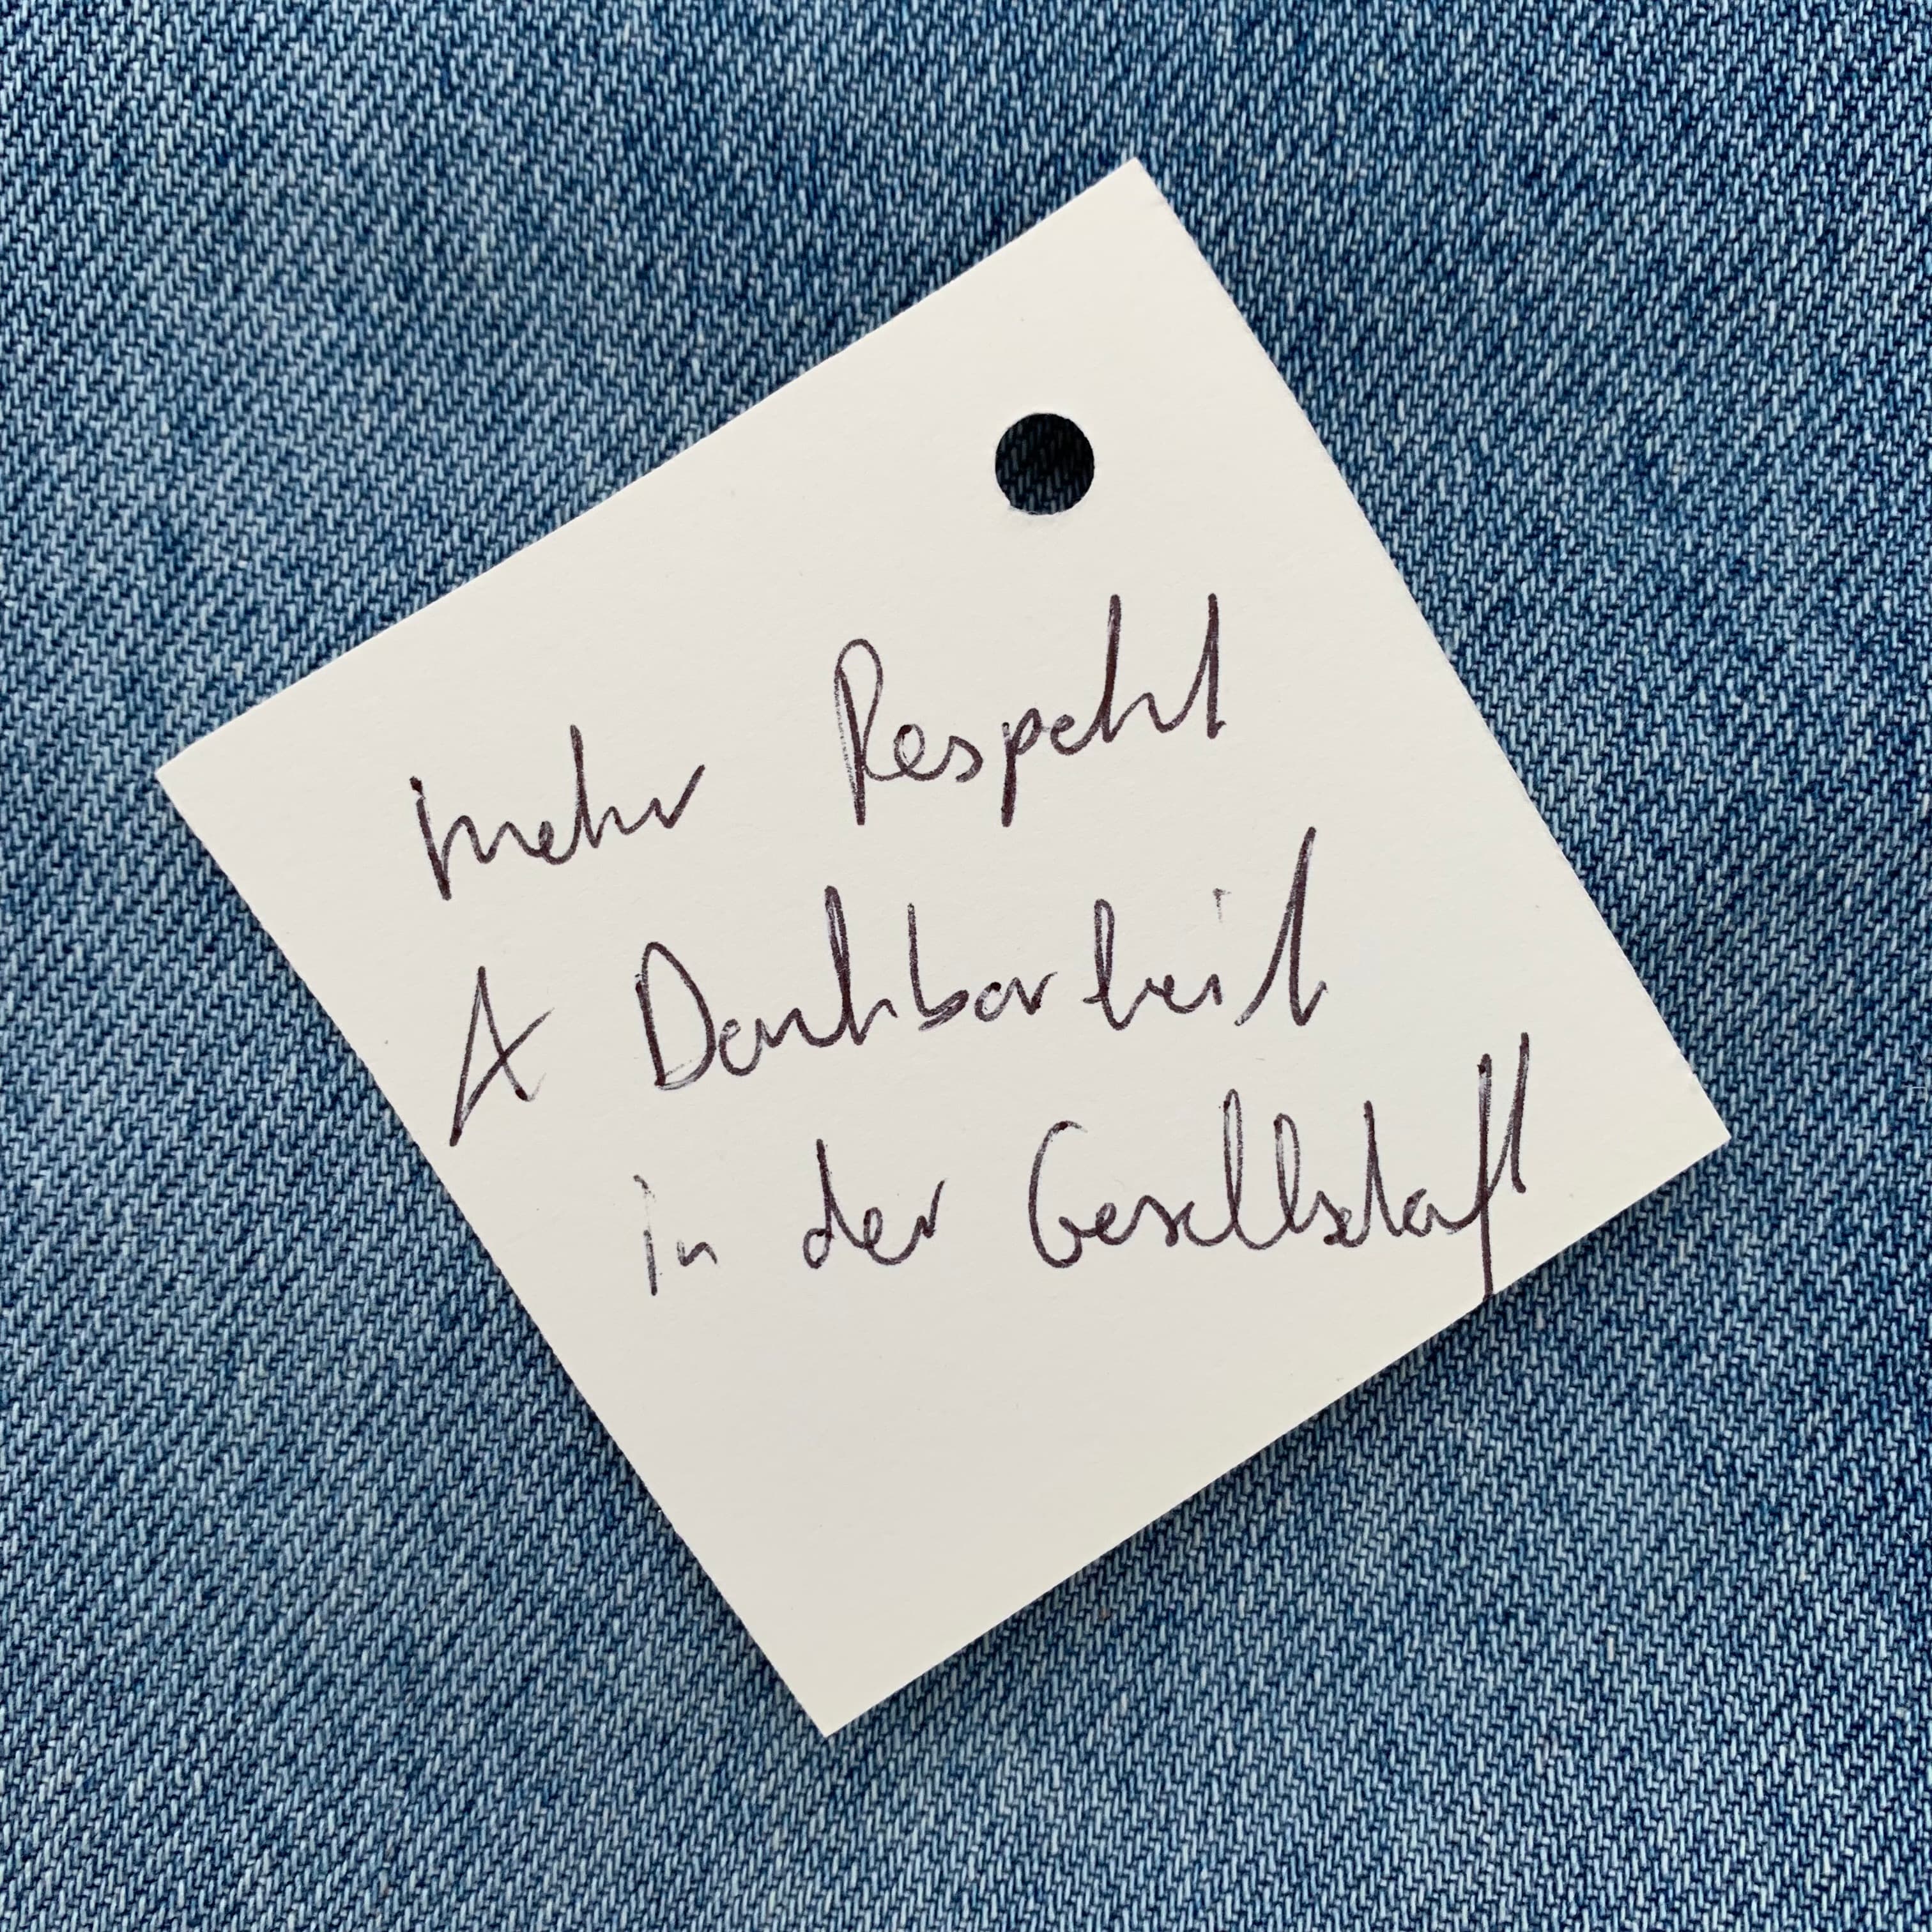 mehr Respekt
& Dankbarkeit
in der Gesellschaft